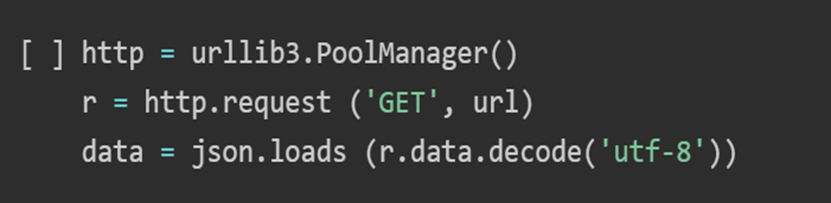 [ ] http = urllib3.PoolManager()
r = http.request ('GET', url)
data = json.loads (r.data.decode('utf-8'))